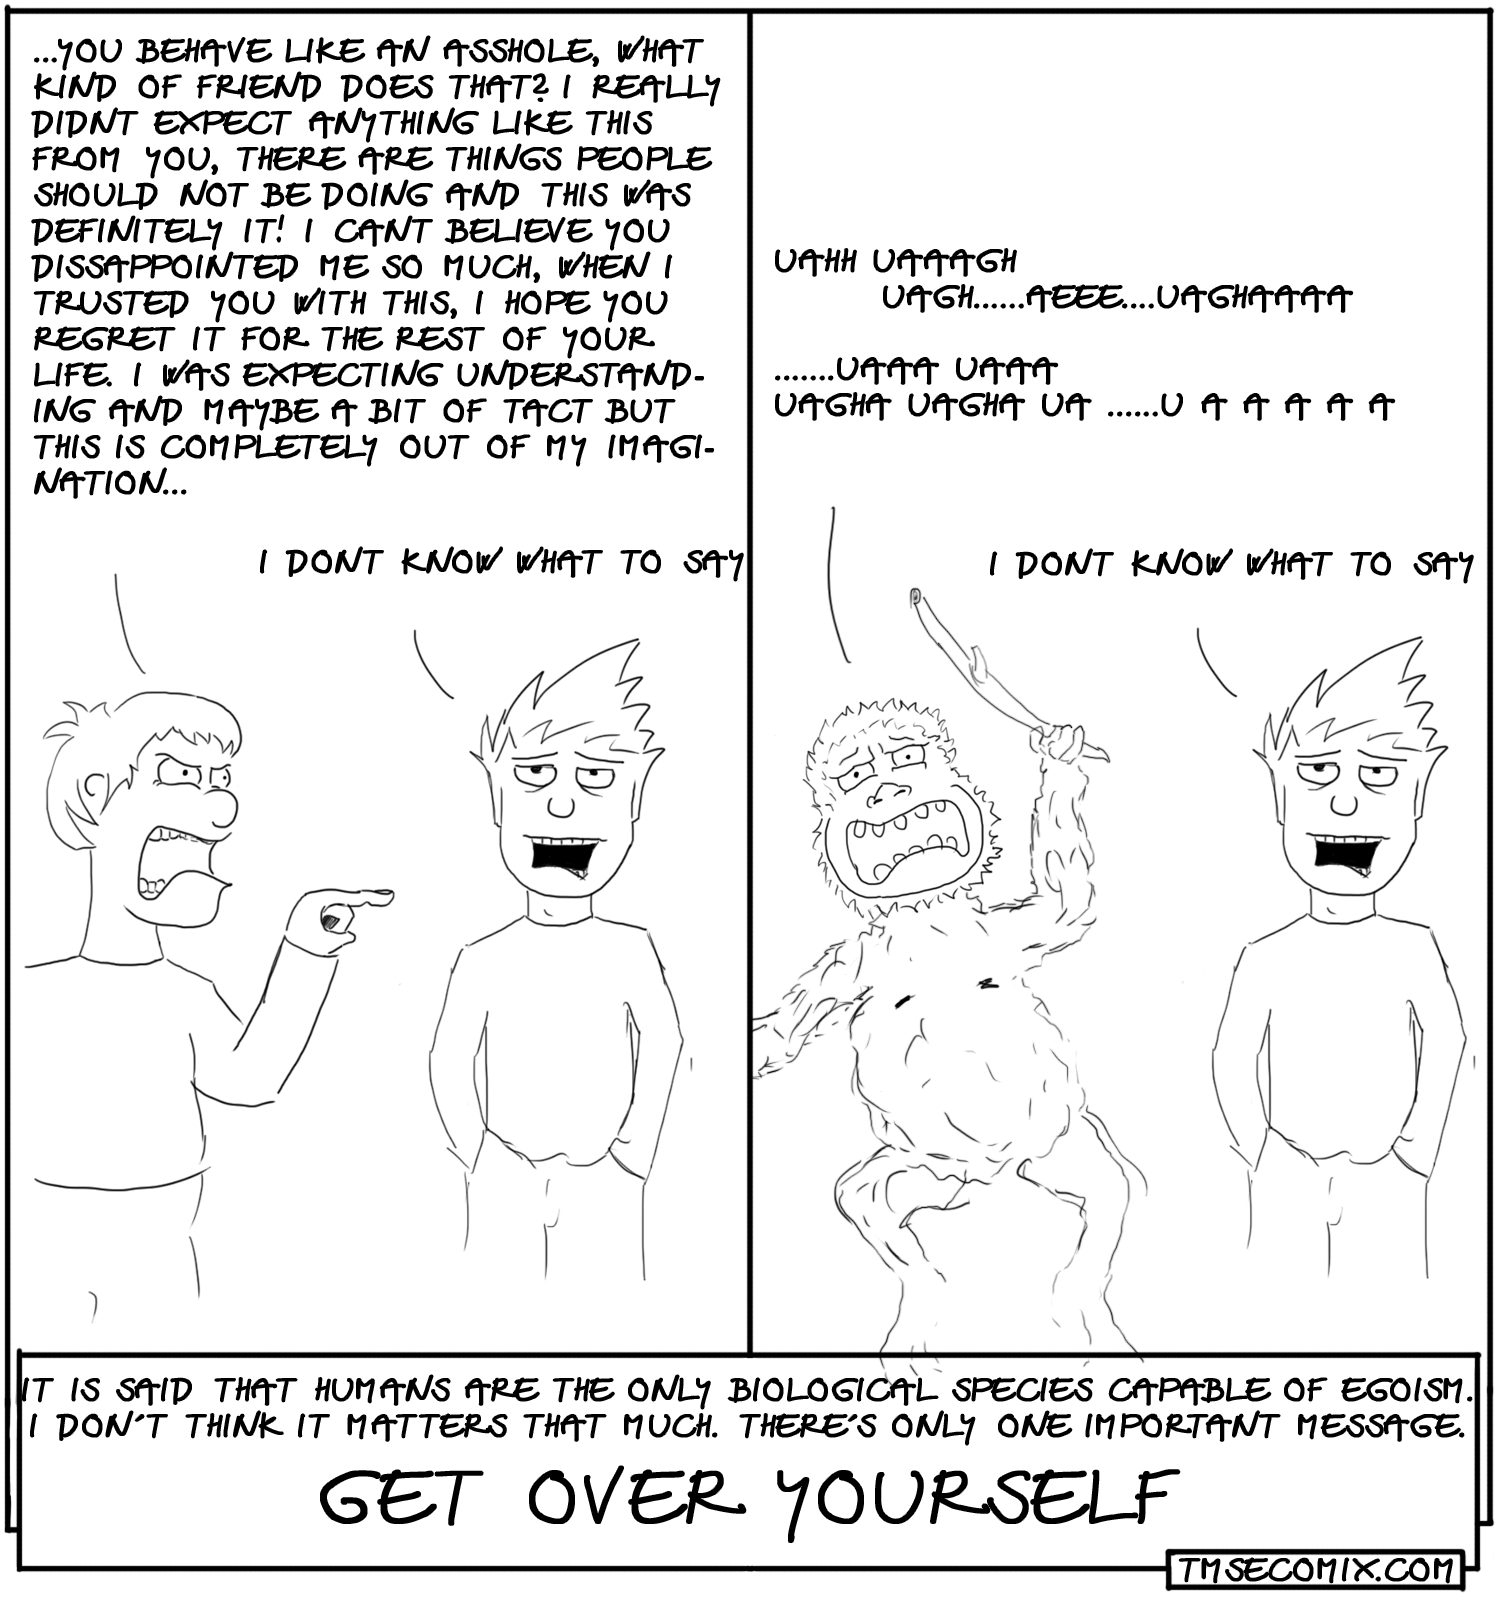 ...YOU BEHAVE LIKE AN ASSHOLE, WHAT
KIND OF FRIEND DOES THAT? I REALLY
DIDNT EXPECT ANYTHING LIKE THIS
FROM YOU, THERE ARE THINGS PEOPLE
SHOULD NOT BE DOING AND THIS WAS
DEFINITELY IT! I CANT BELIEVE YOU
DISSAPPOINTED ME SO MUCH, WHEN I
TRUSTED YOU WITH THIS, I HOPE YOU
REGRET IT FOR THE REST OF YOUR
LIFE. I WAS EXPECTING UNDERSTAND-
ING AND MAYBE A BIT OF TACT BUT
THIS IS COMPLETELY OUT OF MY IMAGI-
NATION...
I DONT KNOW WHAT TO SAY
UAHH UAAAGH
UAGH......AEEE....UAGHAAAA
.......UAAA UAAA
UAGHA UAGHA UA ......U A A A A A
I DONT KNOW WHAT TO SAY
IT IS SAID THAT HUMANS ARE THE ONLY BIOLOGICAL SPECIES CAPABLE OF EGOISM.
I DON´T THINK IT MATTERS THAT MUCH. THERE´S ONLY ONE IMPORTANT MESSAGE.
GET OVER YOURSELF
TMSECOMIX.COM